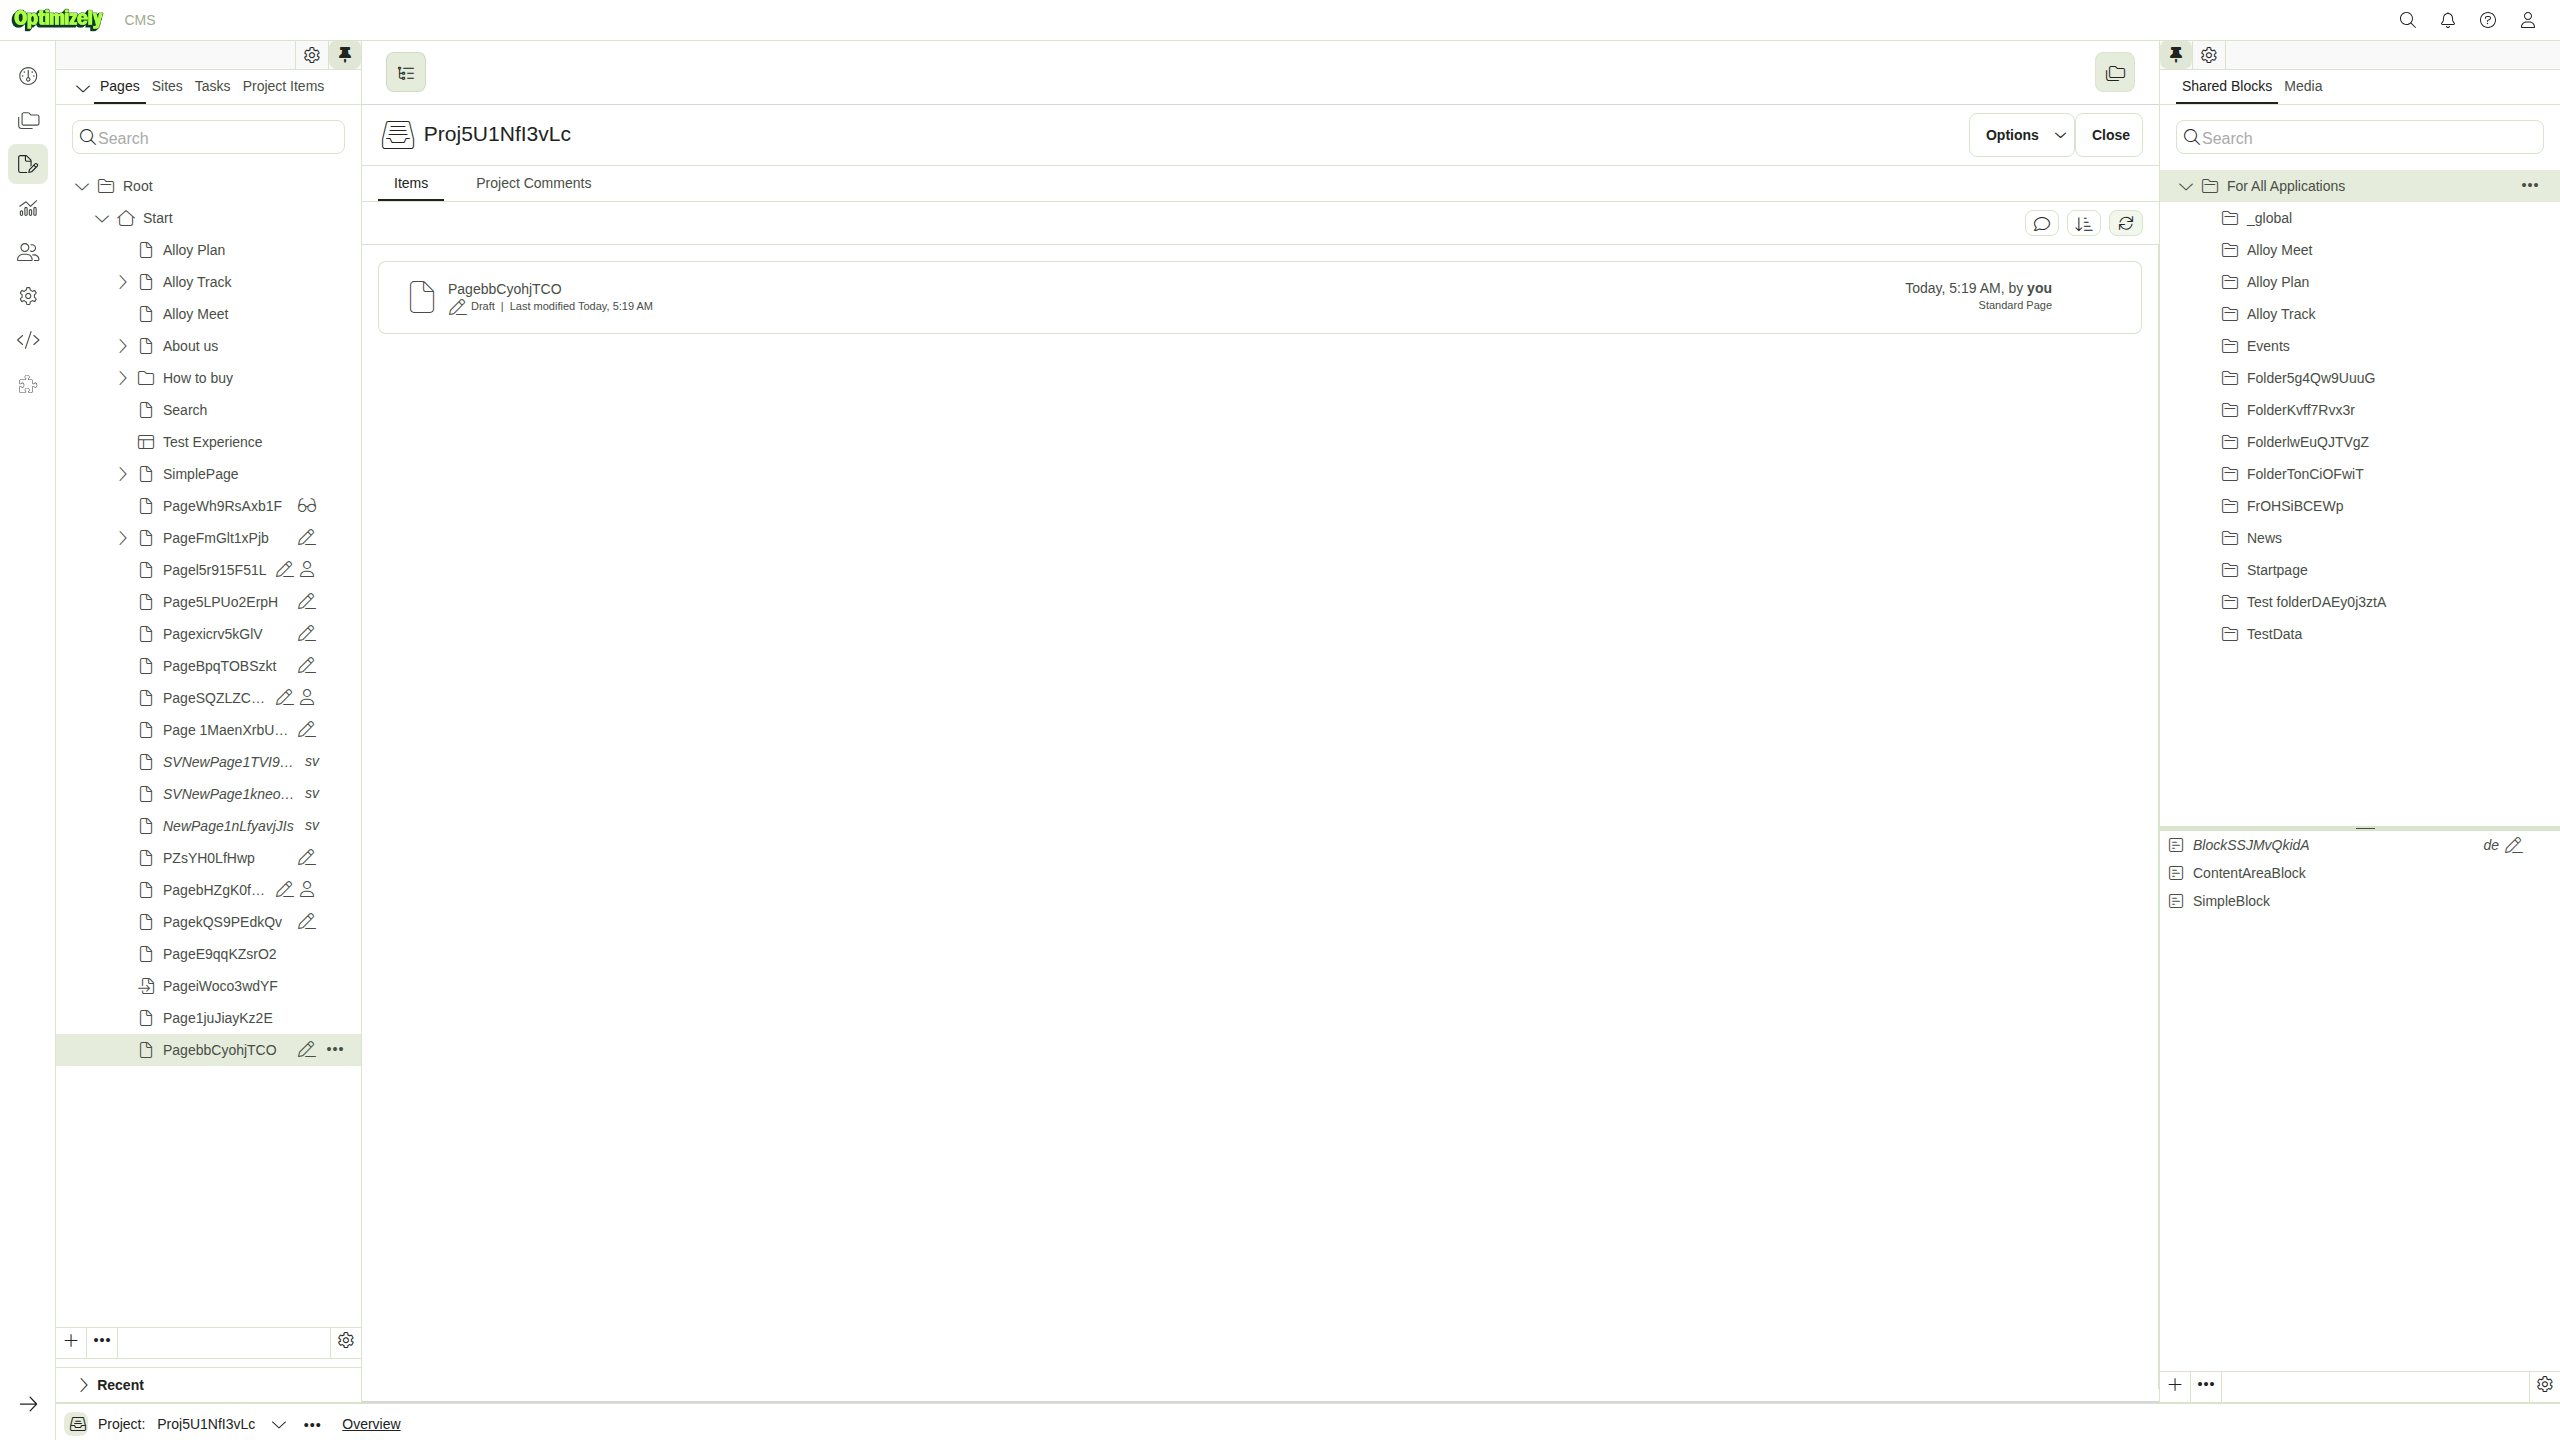 Optimizely CMS
Pages Sites Tasks Project Items
Search
Root
Start
Alloy Plan
Alloy Track
Alloy Meet
About us
How to buy
Search
Test Experience
SimplePage
PageWh9RsAxb1F
PageFmGlt1xPjb
Pagel5r915F51L
Page5LPUo2ErpH
Pagexicrv5kGlV
PageBpqTOBSzkt
PageSQZLZC…
Page 1MaenXrbU…
SVNewPage1TVI9… sv
SVNewPage1kneo… sv
NewPage1nLfyavjJIs sv
PZsYH0LfHwp
PagebHZgK0f…
PagekQS9PEdkQv
PageE9qqKZsrO2
PageiWoco3wdYF
Page1juJiayKz2E
PagebbCyohjTCO
Recent
Project: Proj5U1NfI3vLc Overview
Proj5U1NfI3vLc
Options Close
Items Project Comments
PagebbCyohjTCO
Draft | Last modified Today, 5:19 AM
Today, 5:19 AM, by you
Standard Page
Shared Blocks Media
Search
For All Applications
_global
Alloy Meet
Alloy Plan
Alloy Track
Events
Folder5g4Qw9UuuG
FolderKvff7Rvx3r
FolderlwEuQJTVgZ
FolderTonCiOFwiT
FrOHSiBCEWp
News
Startpage
Test folderDAEy0j3ztA
TestData
BlockSSJMvQkidA de
ContentAreaBlock
SimpleBlock